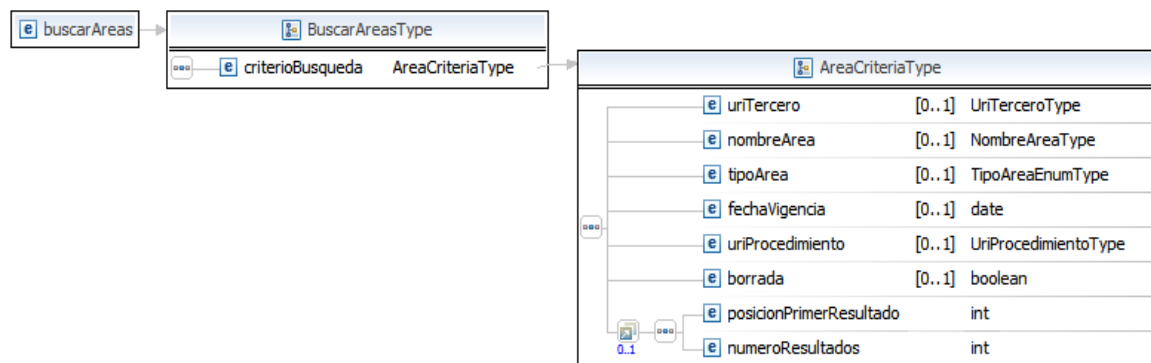 e buscarAreas
BuscarAreasType
e criterioBusqueda AreaCriteriaType
AreaCriteriaType
e uriTercero [0..1] UriTerceroType
e nombreArea [0..1] NombreAreaType
e tipoArea [0..1] TipoAreaEnumType
e fechaVigencia [0..1] date
e uriProcedimiento [0..1] UriProcedimientoType
e borrada [0..1] boolean
e posicionPrimerResultado int
0..1
e numeroResultados int